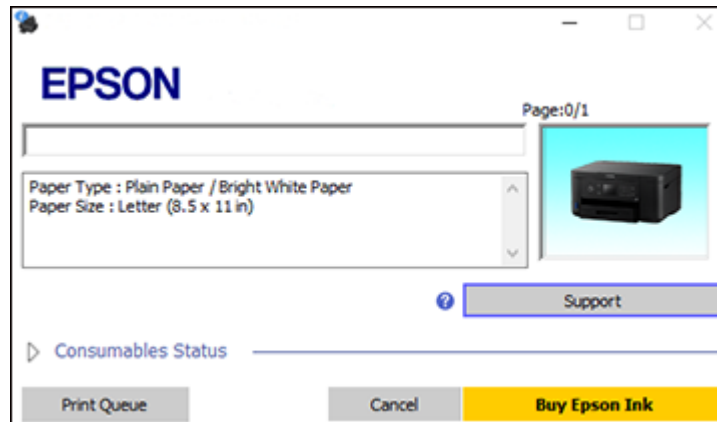 EPSON
Page:0/1
Paper Type : Plain Paper / Bright White Paper
Paper Size : Letter (8.5 x 11 in)
Support
Consumables Status
Print Queue
Cancel
Buy Epson Ink